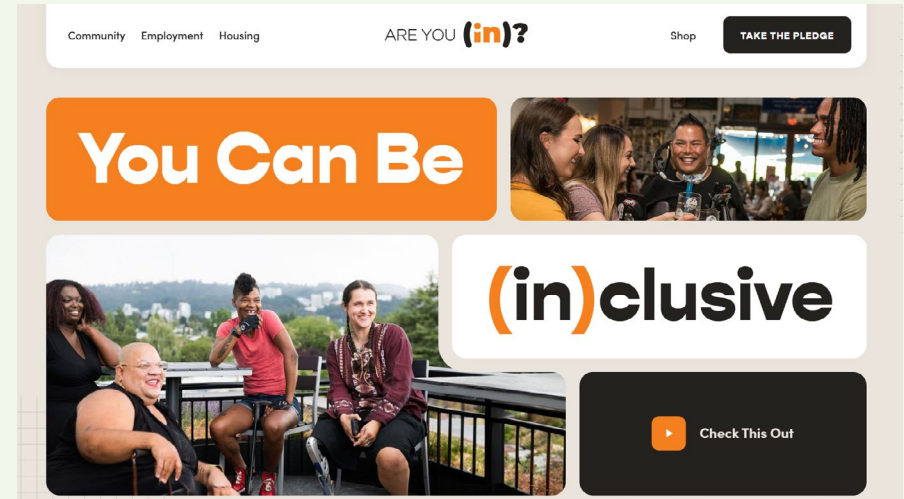 Community Employment Housing ARE YOU (in)? Shop TAKE THE PLEDGE
You Can Be
(in)clusive
Check This Out